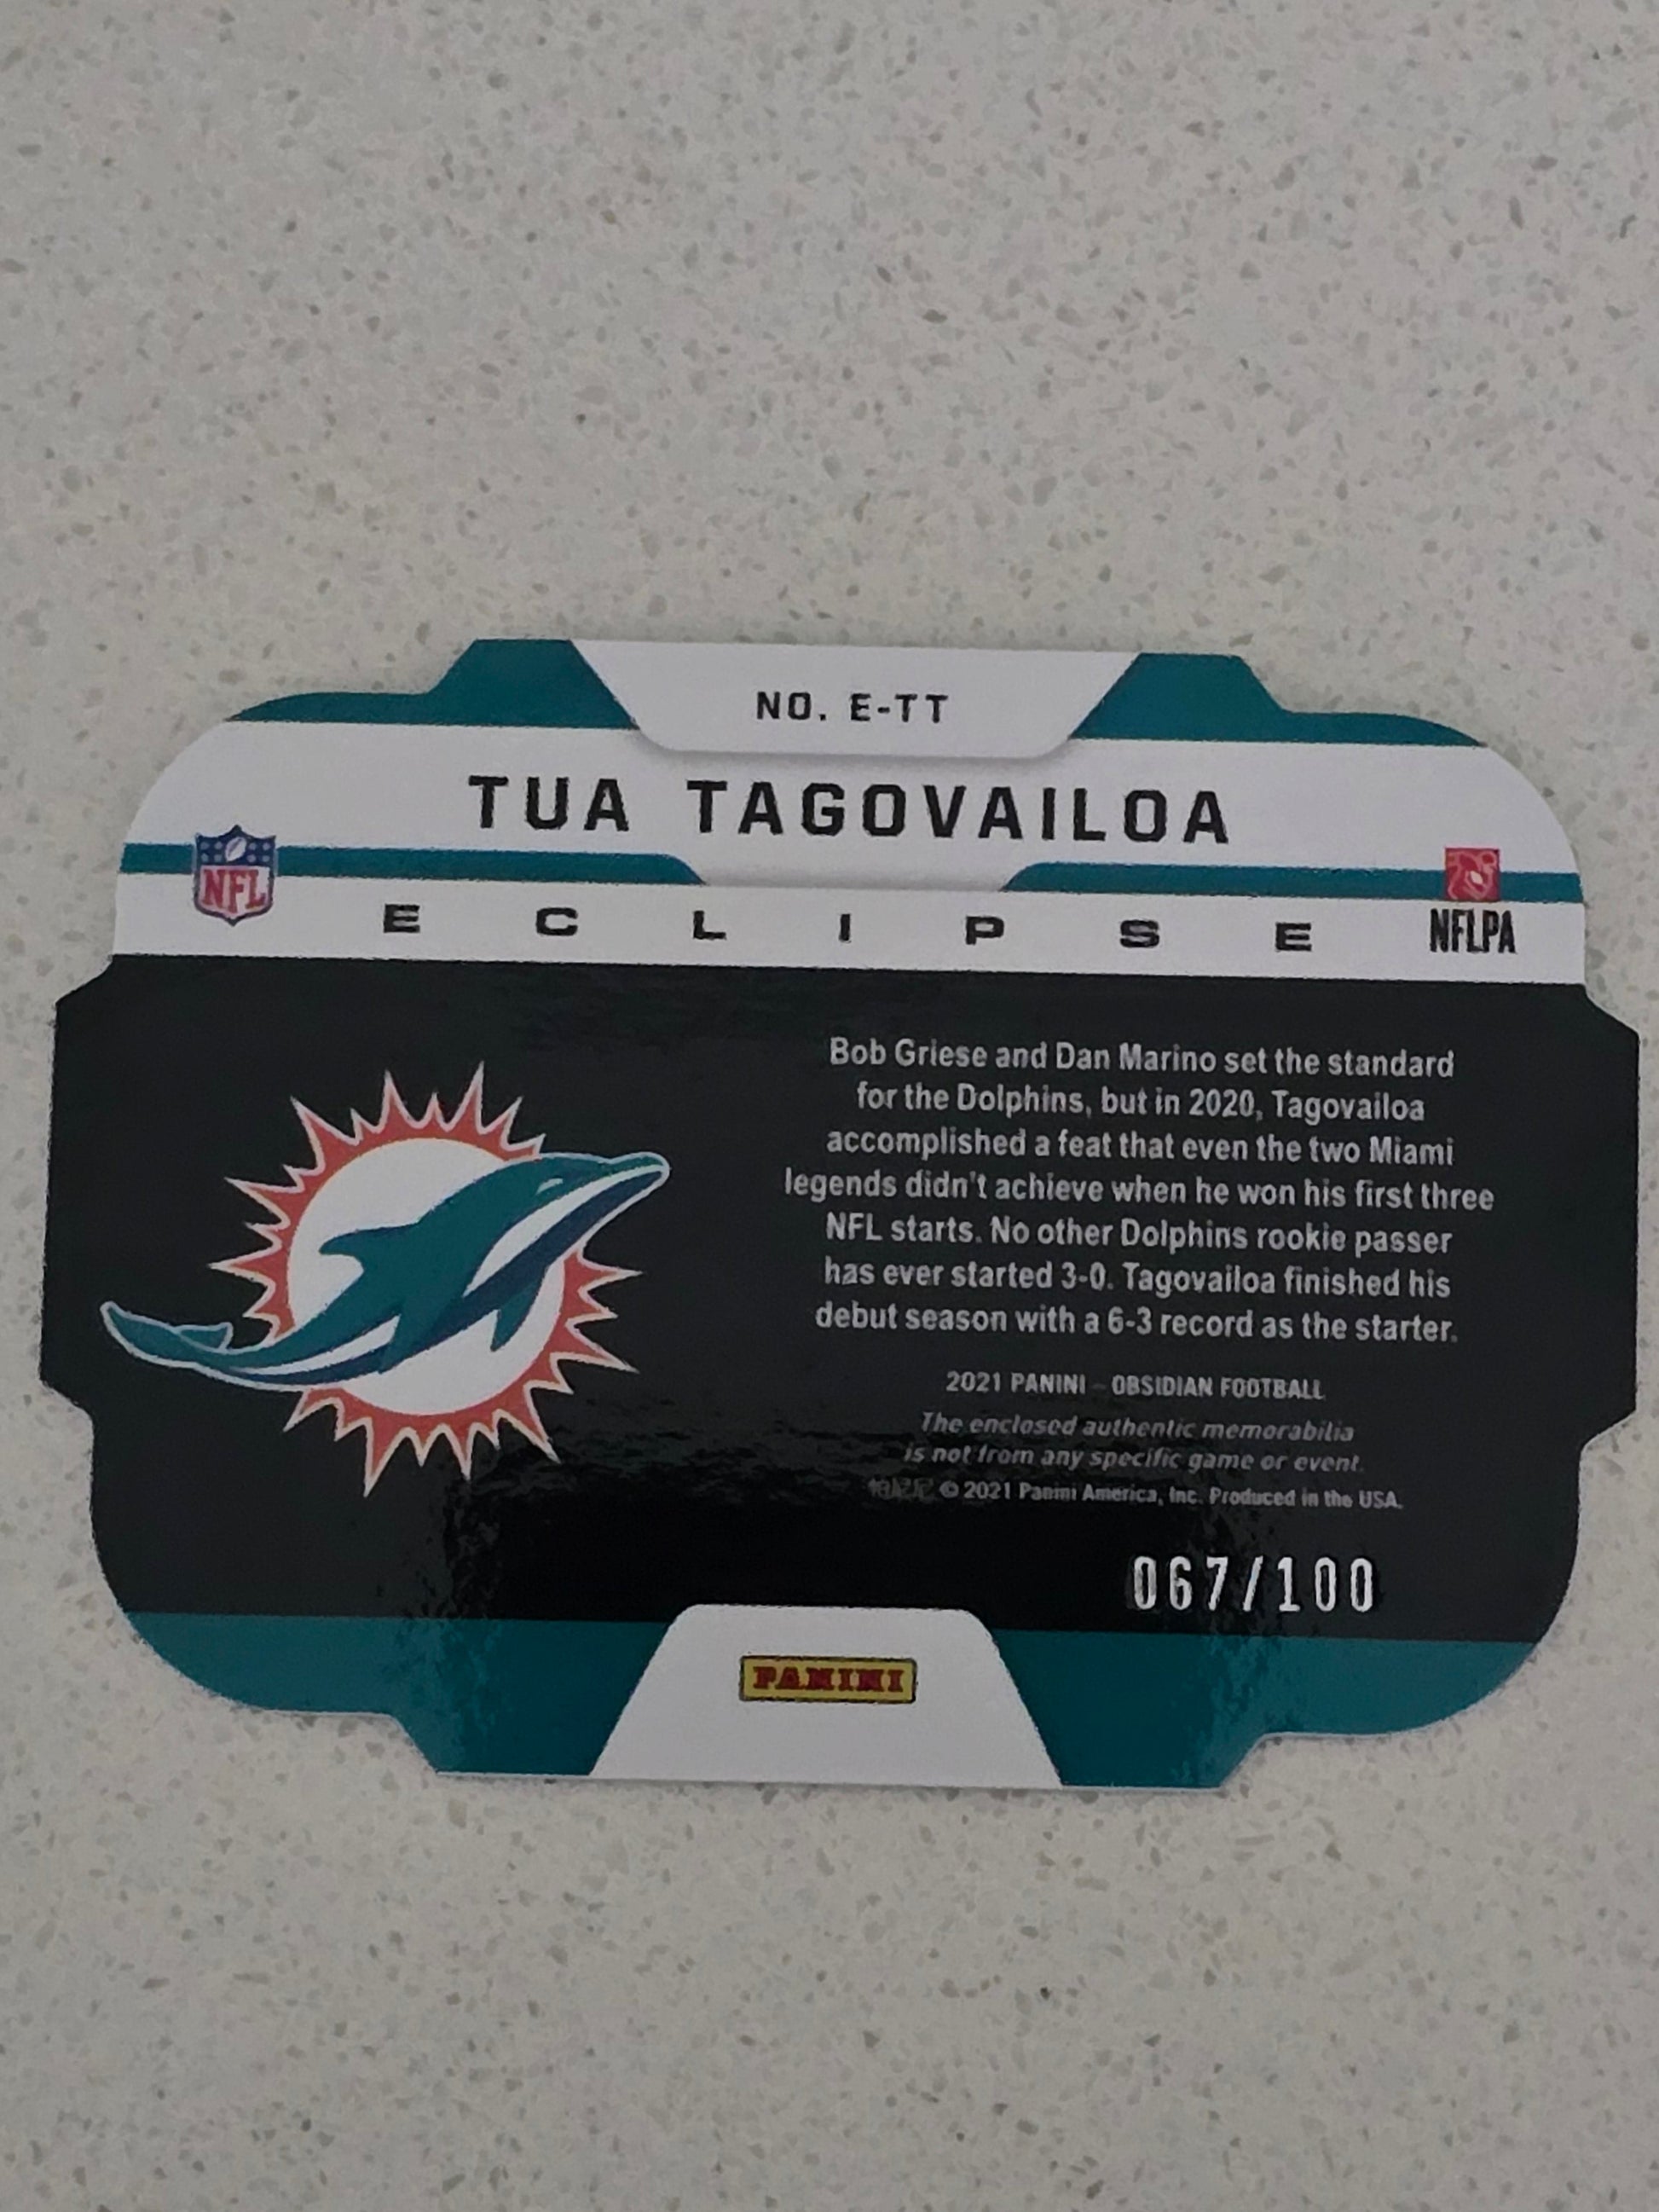 NO. E-TT
TUA TAGOVAILOA
NFL
ECLIPSE
NFLPA
Bob Griese and Dan Marino set the standard
for the Dolphins, but in 2020, Tagovailoa
accomplished a feat that even the two Miami
legends didn't achieve when he won his first three
NFL starts. No other Dolphins rookie passer
has ever started 3-0. Tagovailoa finished his
debut season with a 6-3 record as the starter.
2021 PANINI – OBSIDIAN FOOTBALL
The enclosed authentic memorabilia
is not from any specific game or event.
© 2021 Panini America, Inc. Produced in the USA.
067/100
PANINI